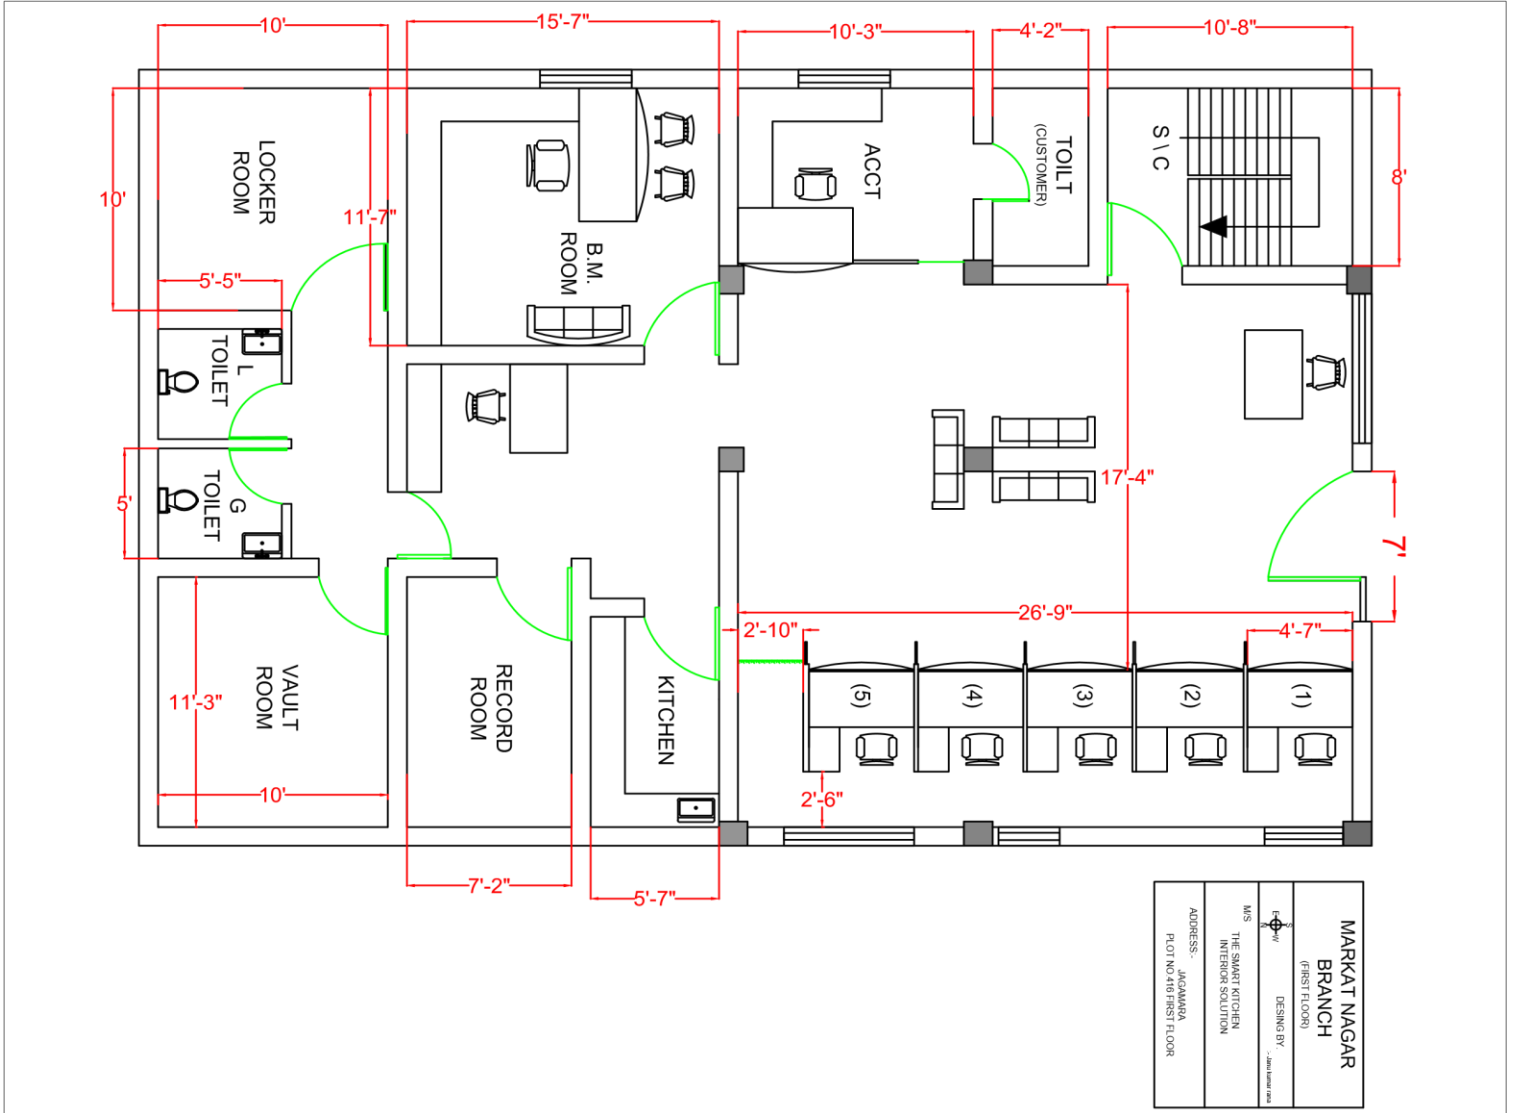 10'
15'-7"
10'-3"
4'-2"
10'-8"
LOCKER
ROOM
10'
11'-7"
5'-5"
B.M.
ROOM
ACCT
TOILT
(CUSTOMER)
S \ C
8'
L
TOILET
G
TOILET
5'
17'-4"
7'
26'-9"
2'-10"
4'-7"
VAULT
ROOM
11'-3"
10'
RECORD
ROOM
KITCHEN
(5)
(4)
(3)
(2)
(1)
2'-6"
7'-2"
5'-7"
MARKAT NAGAR
BRANCH
(FIRST FLOOR)
E
S
N
W
DESING BY
:- Janu kumar rana
M/S
THE SMART KITCHEN
INTERIOR SOLUTION
ADDRESS:-
JAGAMARA
PLOT NO.416 FIRST FLOOR